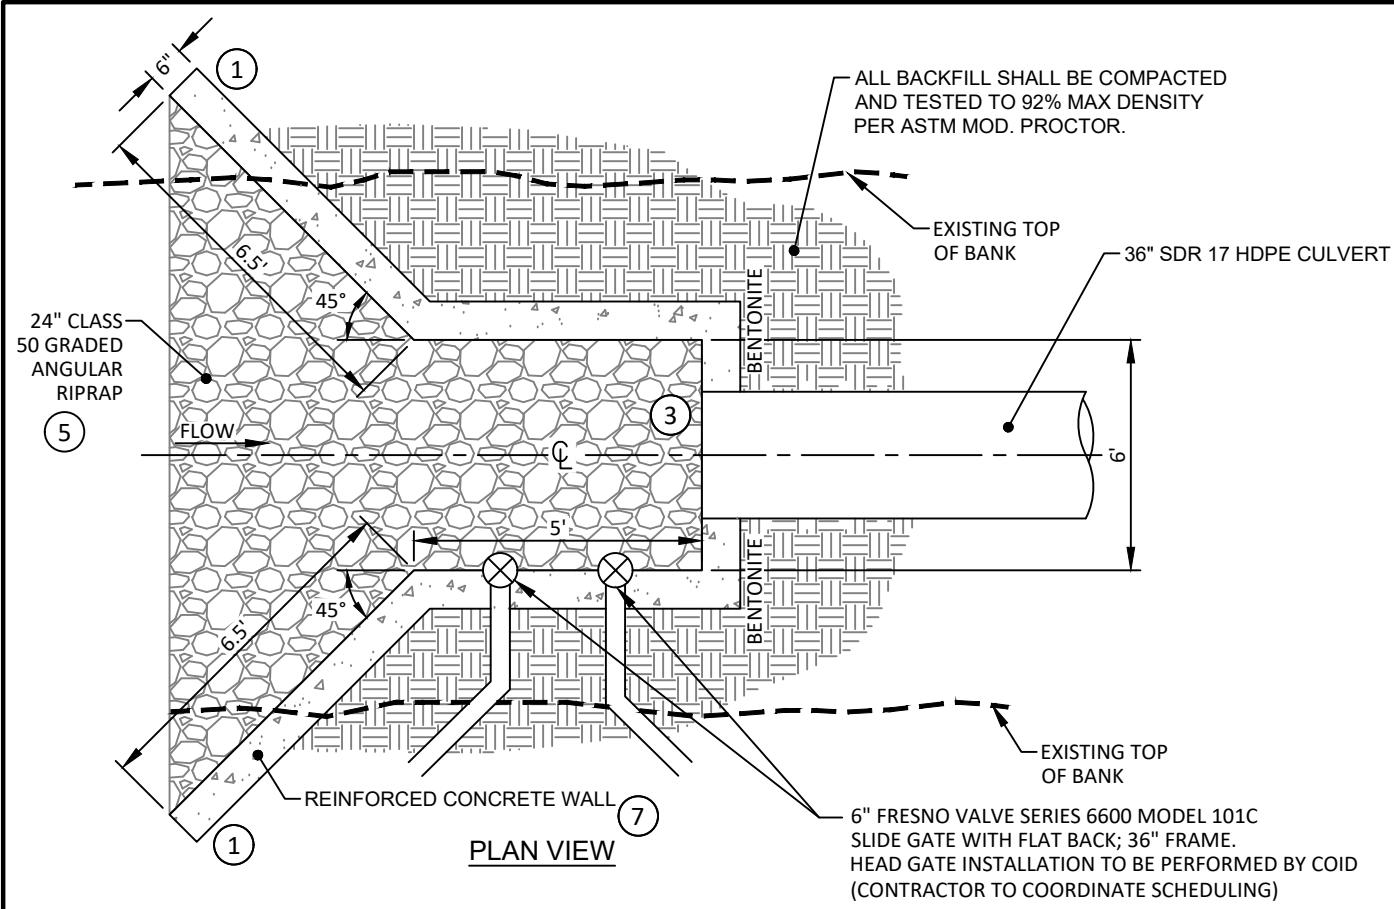 6"
1
ALL BACKFILL SHALL BE COMPACTED
AND TESTED TO 92% MAX DENSITY
PER ASTM MOD. PROCTOR.
EXISTING TOP
OF BANK
36" SDR 17 HDPE CULVERT
6.5'
45°
BENTONITE
24" CLASS
50 GRADED
ANGULAR
RIPRAP
5
3
FLOW
CL
6'
5'
45°
6.5'
BENTONITE
EXISTING TOP
OF BANK
REINFORCED CONCRETE WALL
7
1
PLAN VIEW
6" FRESNO VALVE SERIES 6600 MODEL 101C
SLIDE GATE WITH FLAT BACK; 36" FRAME.
HEAD GATE INSTALLATION TO BE PERFORMED BY COID
(CONTRACTOR TO COORDINATE SCHEDULING)